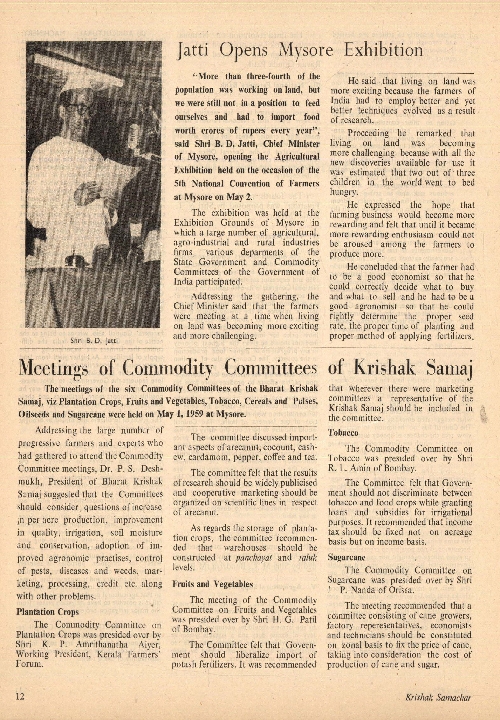 Jatti Opens Mysore Exhibition
Shri B. D. Jatti
"More than three-fourth of the
population was working on land, but
we were still not in a position to feed
ourselves and had to import food
worth crores of rupees every year",
said Shri B. D. Jatti, Chief Minister
of Mysore, opening the Agricultural
Exhibition held on the occasion of the
5th National Convention of Farmers
at Mysore on May 2.
The exhibition was held at the
Exhibition Grounds of Mysore in
which a large number of agricultural,
agro-industrial and rural industries
firms, various deparments of the
State Government and Commodity
Committees of the Government of
India participated.
Addressing the gathering, the
Chief Minister said that the farmers
were meeting at a time when living
on land was becoming more exciting
and more challenging.
He said that living on land was
more exciting because the farmers of
India had to employ better and yet
better techniques evolved as a result
of research.
Proceeding he remarked that
living on land was becoming
more challenging because with all the
new discoveries available for use it
was estimated that two out of three
children in the world went to bed
hungry.
He expressed the hope that
farming business would become more
rewarding and felt that until it became
more rewarding enthusiasm could not
be aroused among the farmers to
produce more.
He concluded that the farmer had
to be a good economist so that he
could correctly decide what to buy
and what to sell and he had to be a
good agronomist so that he could
rightly determine the proper seed
rate, the proper time of planting and
proper method of applying fertilizers.
Meetings of Commodity Committees of Krishak Samaj
The meetings of the six Commodity Committees of the Bharat Krishak
Samaj, viz Plantation Crops, Fruits and Vegetables, Tobacco, Cereals and Pulses,
Oilseeds and Sugarcane were held on May 1, 1959 at Mysore.
Addressing the large number of
progressive farmers and experts who
had gathered to attend the Commodity
Committee meetings, Dr. P. S. Desh-
mukh, President of Bharat Krishak
Samaj suggested that the Committees
should consider questions of increase
in per acre production, improvement
in quality, irrigation, soil moisture
and conservation, adoption of im-
proved agronomic practises, control
of pests, diseases and weeds, mar-
keting, processing, credit etc. along
with other problems.
Plantation Crops
The Commodity Committee on
Plantation Crops was presided over by
Shri K. P. Amrithanatha Aiyer,
Working President, Kerala Farmers'
Forum.
The committee discussed import-
ant aspects of arecanut, coconut, cash-
ew, cardamom, pepper, coffee and tea.
The committee felt that the results
of research should be widely publicised
and cooperative marketing should be
organized on scientific lines in respect
of arecanut.
As regards the storage of planta-
tion crops, the committee recommen-
ded that warehouses should be
constructed at panchayat and taluk
levels.
Fruits and Vegetables
The meeting of the Commodity
Committee on Fruits and Vegetables
was presided over by Shri H. G. Patil
of Bombay.
The Committee felt that Govern-
ment should liberalize import of
potash fertilizers. It was recommended
that wherever there were marketing
committees a representative of the
Krishak Samaj should be included in
the committee.
Tobacco
The Commodity Committee on
Tobacco was presided over by Shri
R. L. Amin of Bombay.
The Committee felt that Govern-
ment should not discriminate between
tobacco and food crops while granting
loans and subsidies for irrigational
purposes. It recommended that income
tax should be fixed not on acreage
basis but on income basis.
Sugarcane
The Commodity Committee on
Sugarcane was presided over by Shri
P. Nanda of Orissa.
The meeting recommended that a
committee consisting of cane growers,
factory representatives, economists
and technicians should be constituted
on zonal basis to fix the price of cane,
taking into consideration the cost of
production of cane and sugar.
12
Krishak Samachar